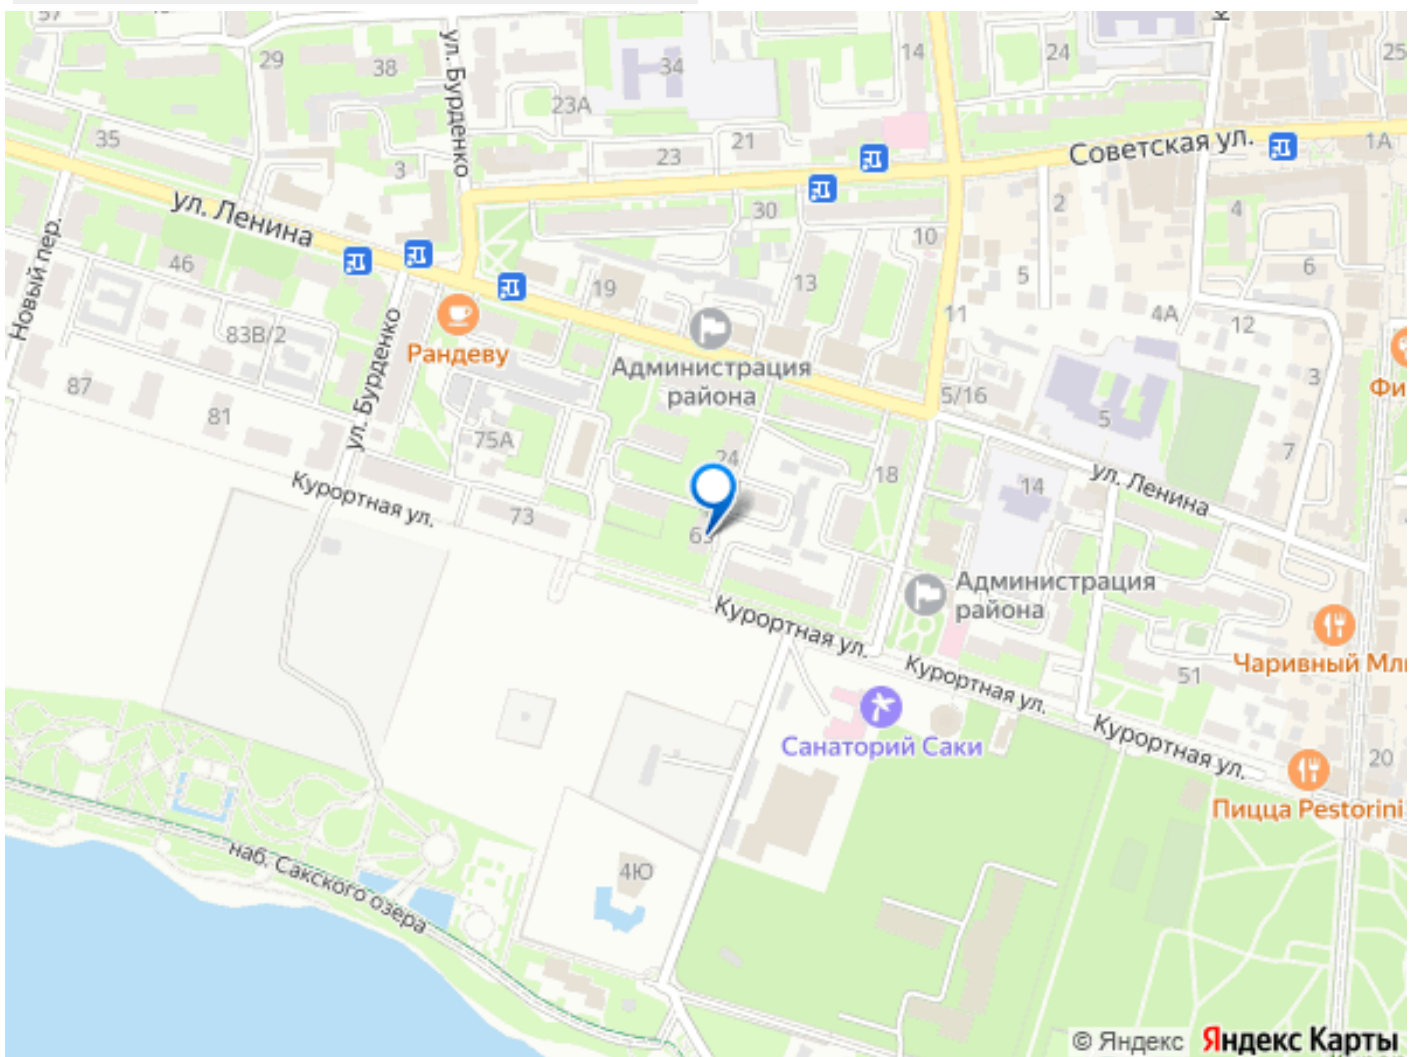 57
29
38
ул. Бурденко
34
14
24
25
23А
35
3
23
21
Советская ул.
1А
ул. Ленина
30
2
4
10
Новый пер.
46
19
13
5
6
83В/2
11
4А
12
Рандеву
Администрация
района
87
81
ул. Бурденко
5/16
3
Фи
75А
5
7
24
18
14
ул. Ленина
Курортная ул.
73
Администрация
района
Курортная ул.
Курортная ул.
51
Чаривный Мл
Санаторий Саки
Курортная ул.
20
Пицца Pestorini
наб. Сакского озера
4Ю
© Яндекс Яндекс Карты